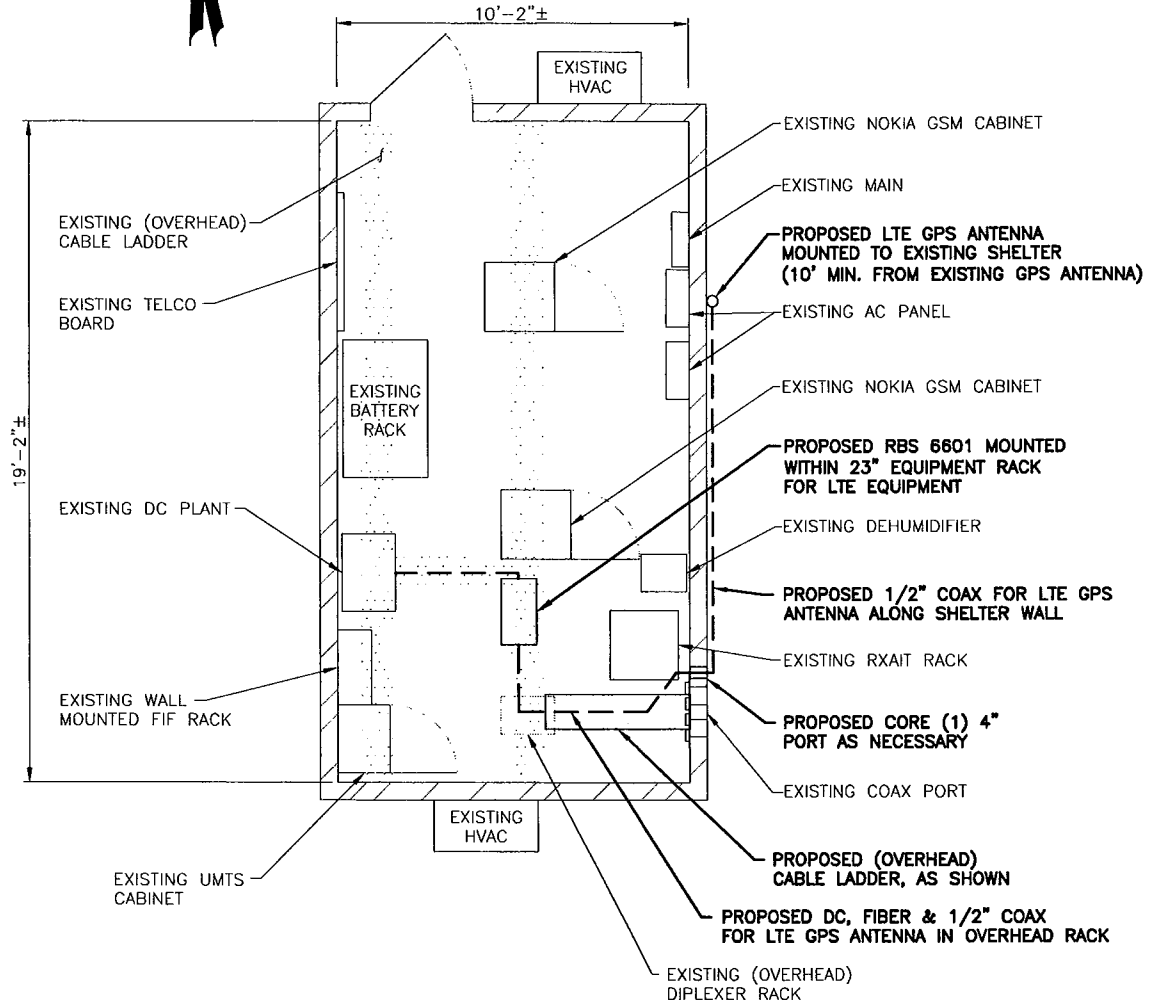 10'-2"±
EXISTING
HVAC
EXISTING NOKIA GSM CABINET
EXISTING MAIN
PROPOSED LTE GPS ANTENNA
MOUNTED TO EXISTING SHELTER
(10' MIN. FROM EXISTING GPS ANTENNA)
EXISTING AC PANEL
EXISTING NOKIA GSM CABINET
PROPOSED RBS 6601 MOUNTED
WITHIN 23" EQUIPMENT RACK
FOR LTE EQUIPMENT
EXISTING DEHUMIDIFIER
PROPOSED 1/2" COAX FOR LTE GPS
ANTENNA ALONG SHELTER WALL
EXISTING RXAIT RACK
PROPOSED CORE (1) 4"
PORT AS NECESSARY
EXISTING COAX PORT
PROPOSED (OVERHEAD)
CABLE LADDER, AS SHOWN
PROPOSED DC, FIBER & 1/2" COAX
FOR LTE GPS ANTENNA IN OVERHEAD RACK
EXISTING (OVERHEAD)
DIPLEXER RACK
EXISTING (OVERHEAD)
CABLE LADDER
EXISTING TELCO
BOARD
EXISTING
BATTERY
RACK
19'-2"±
EXISTING DC PLANT
EXISTING WALL
MOUNTED FIF RACK
EXISTING
HVAC
EXISTING UMTS
CABINET